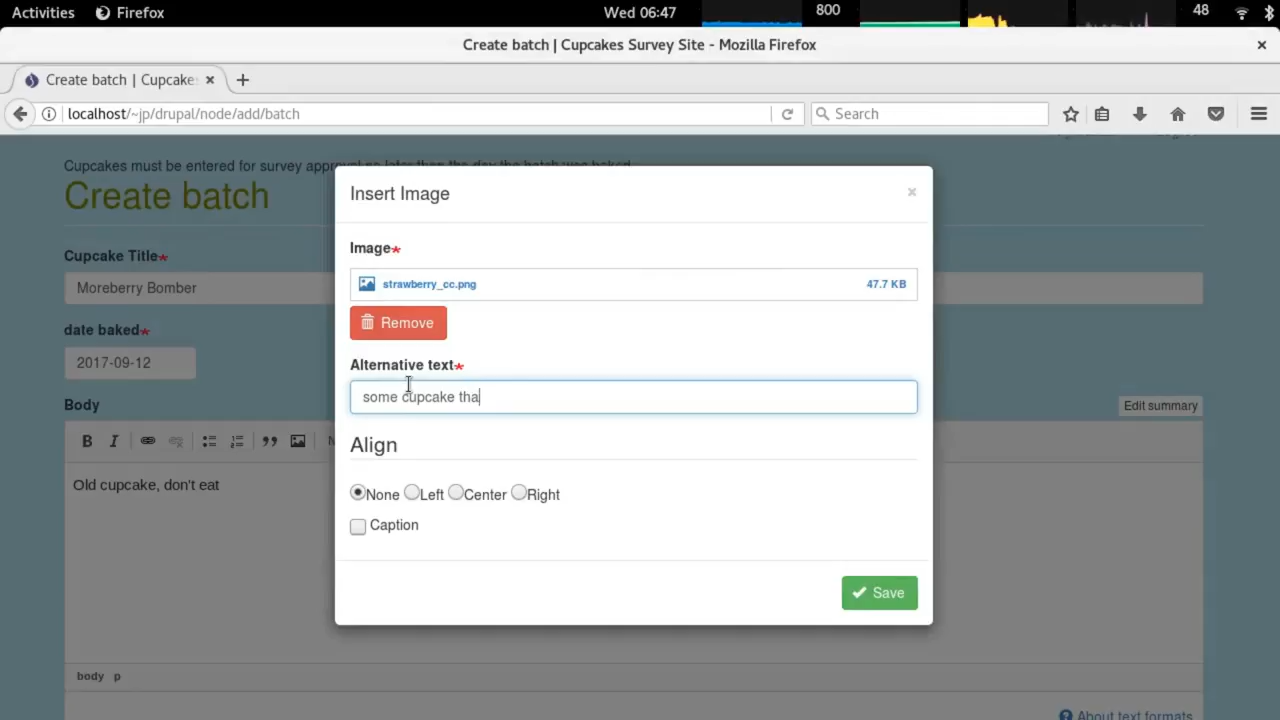 Activities Firefox Wed 06:47 800 48
Create batch | Cupcakes Survey Site - Mozilla Firefox ×
Create batch | Cupcake × +
localhost/~jp/drupal/node/add/batch Search
Cupcakes must be entered for survey approval no later than the day the batch was baked
Create batch
Insert Image ×
Image*
Cupcake Title*
strawberry_cc.png 47.7 KB
Moreberry Bomber
Remove
date baked*
2017-09-12
Alternative text*
some cupcake tha
Body Edit summary
B I
Align
Old cupcake, don't eat
None Left Center Right
Caption
Save
body p
About text formats